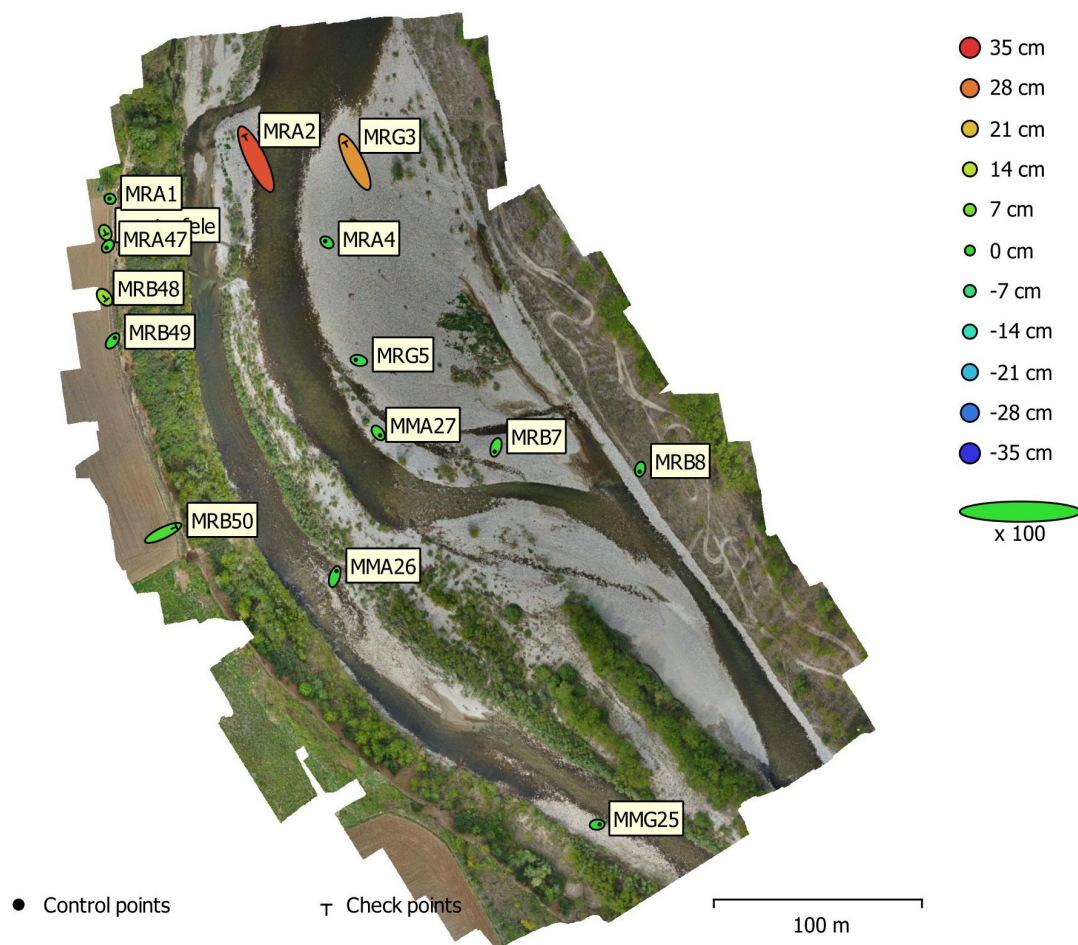 35 cm
28 cm
21 cm
14 cm
7 cm
0 cm
-7 cm
-14 cm
-21 cm
-28 cm
-35 cm
x 100
MRA2
MRG3
MRA1
MRA47
MRA4
MRB48
MRB49
MRG5
MMA27
MRB7
MRB8
MRB50
MMA26
MMG25
Control points
Check points
100 m